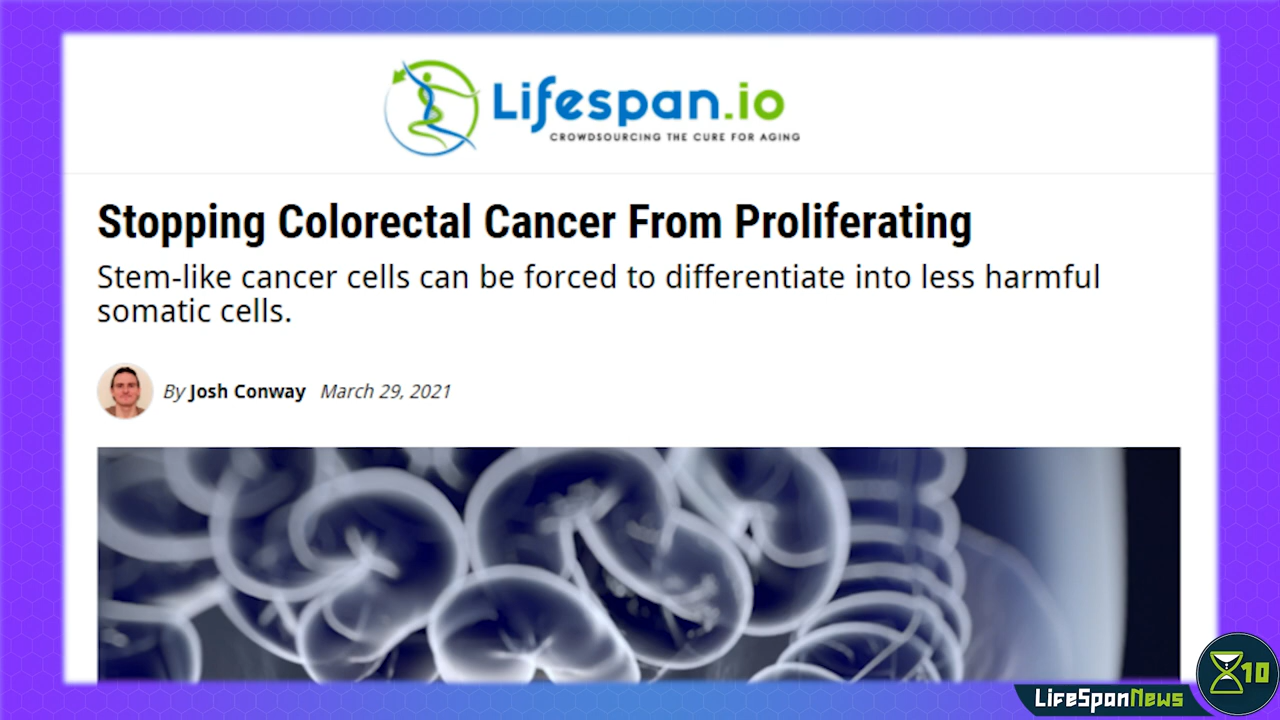 Lifespan.io
CROWDSOURCING THE CURE FOR AGING
Stopping Colorectal Cancer From Proliferating
Stem-like cancer cells can be forced to differentiate into less harmful
somatic cells.
By Josh Conway March 29, 2021
LifeSpanNews
10